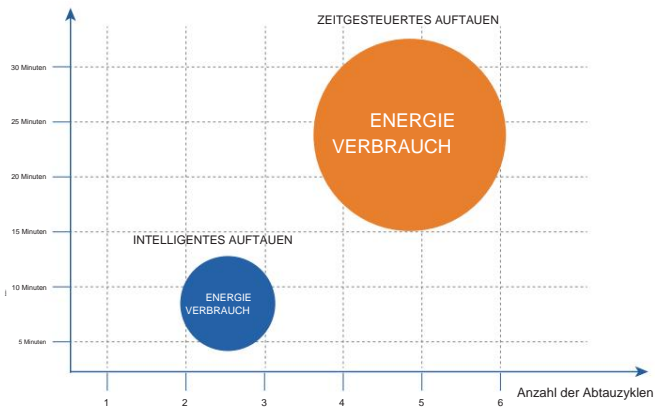 ZEITGESTEUERTES AUFTAUEN
30 Minuten
25 Minuten
ENERGIE
VERBRAUCH
20 Minuten
15 Minuten
INTELLIGENTES AUFTAUEN
10 Minuten
ENERGIE
VERBRAUCH
5 Minuten
1 2 3 4 5 6
Anzahl der Abtauzyklen